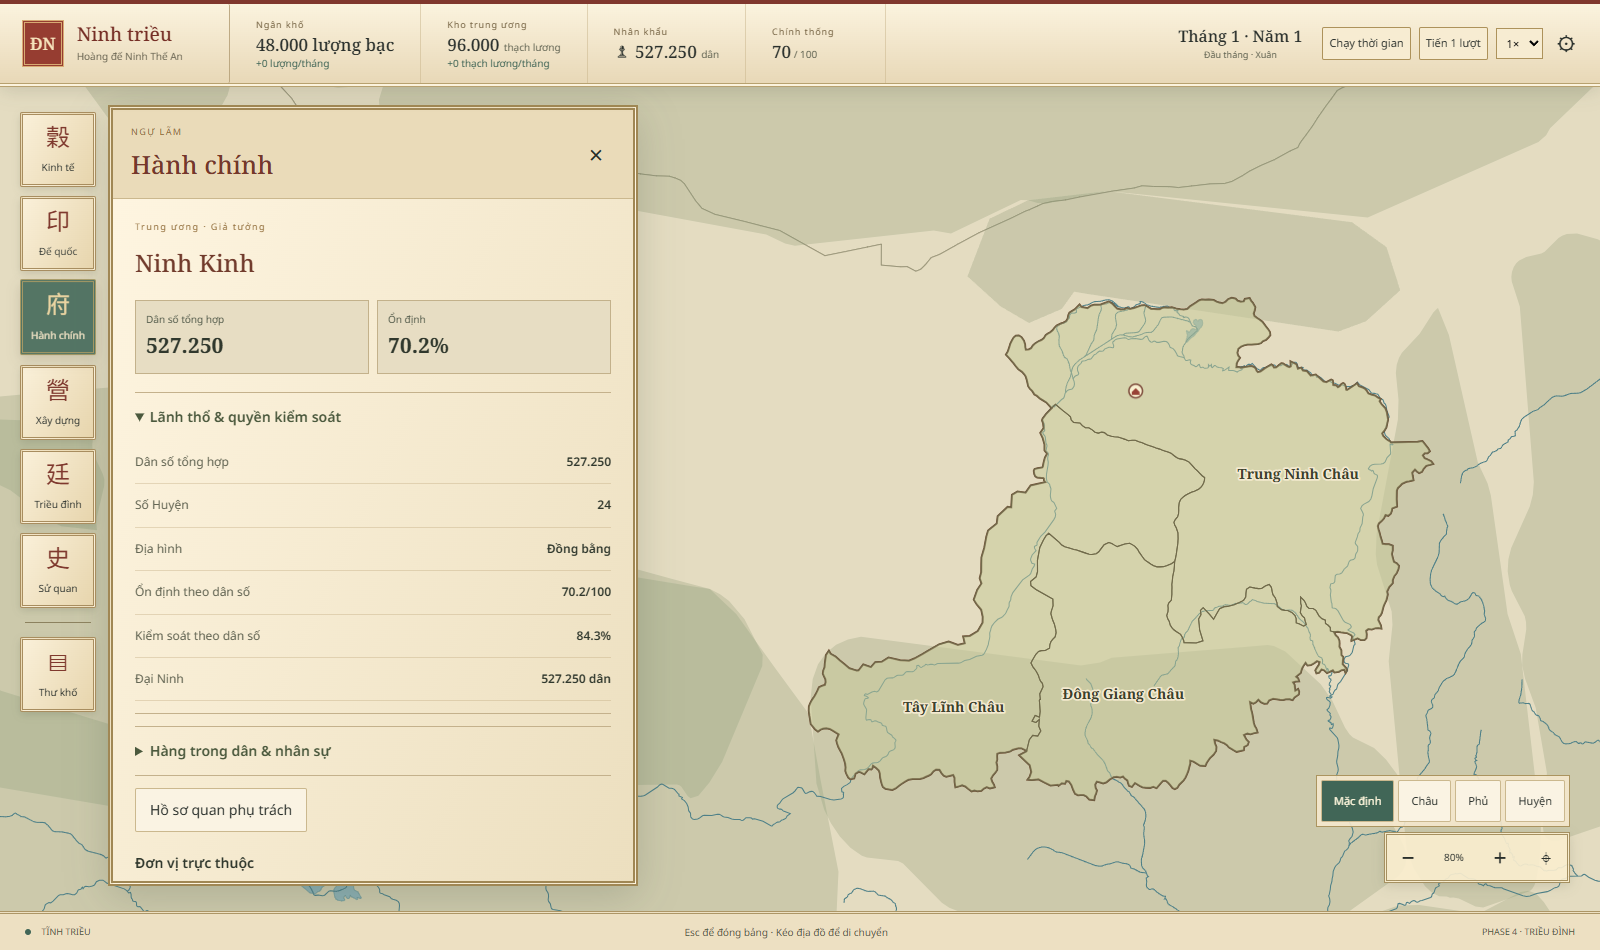 ĐN
Ninh triều
Hoàng đế Ninh Thế An
Ngân khố
48.000 lượng bạc
+0 lượng/tháng
Kho trung ương
96.000 thạch lương
+0 thạch lương/tháng
Nhân khẩu
527.250 dân
Chính thống
70 / 100
Tháng 1 · Năm 1
Đầu tháng · Xuân
Chạy thời gian
Tiến 1 lượt
1×
穀
Kinh tế
印
Đế quốc
府
Hành chính
營
Xây dựng
廷
Triều đình
史
Sử quan
▤
Thư khố
NGỰ LÃM
Hành chính
×
Trung ương · Giả tưởng
Ninh Kinh
Dân số tổng hợp
527.250
Ổn định
70.2%
▼ Lãnh thổ & quyền kiểm soát
Dân số tổng hợp 527.250
Số Huyện 24
Địa hình Đồng bằng
Ổn định theo dân số 70.2/100
Kiểm soát theo dân số 84.3%
Đại Ninh 527.250 dân
▶ Hàng trong dân & nhân sự
Hồ sơ quan phụ trách
Đơn vị trực thuộc
Trung Ninh Châu
Tây Lĩnh Châu
Đông Giang Châu
Mặc định
Châu
Phủ
Huyện
− 80% + ⌖
TĨNH TRIỀU
Esc để đóng bảng · Kéo địa đồ để di chuyển
PHASE 4 · TRIỀU ĐÌNH